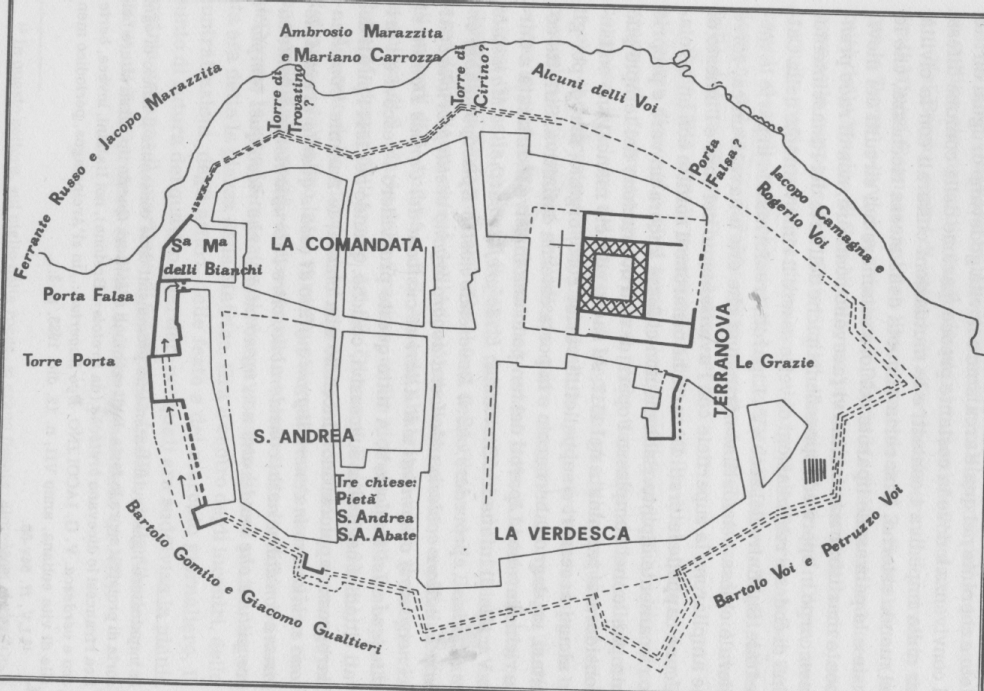 Ambrosio Marazzita
e Mariano Carrozza
Ferrante Russo e Jacopo Marazzita
Torre di
Trovatino?
Torre di
Cirino?
Alcuni delli Voi
Porta
Falsa?
Iacopo Camagna e
Rogerio Voi
Sª Mª
delli Bianchi
LA COMANDATA
Porta Falsa
Torre Porta
TERRANOVA
Le Grazie
S. ANDREA
Tre chiese:
Pietà
S. Andrea
S.A. Abate
LA VERDESCA
Bartolo Gomito e Giacomo Gualtieri
Bartolo Voi e Petruzzo Voi